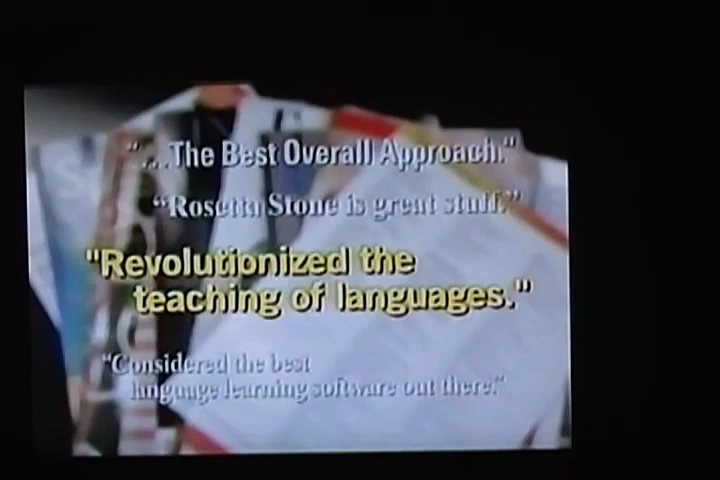 "...The Best Overall Approach."
"Rosetta Stone is great stuff."
"Revolutionized the
teaching of languages."
"Considered the best
language learning software out there."